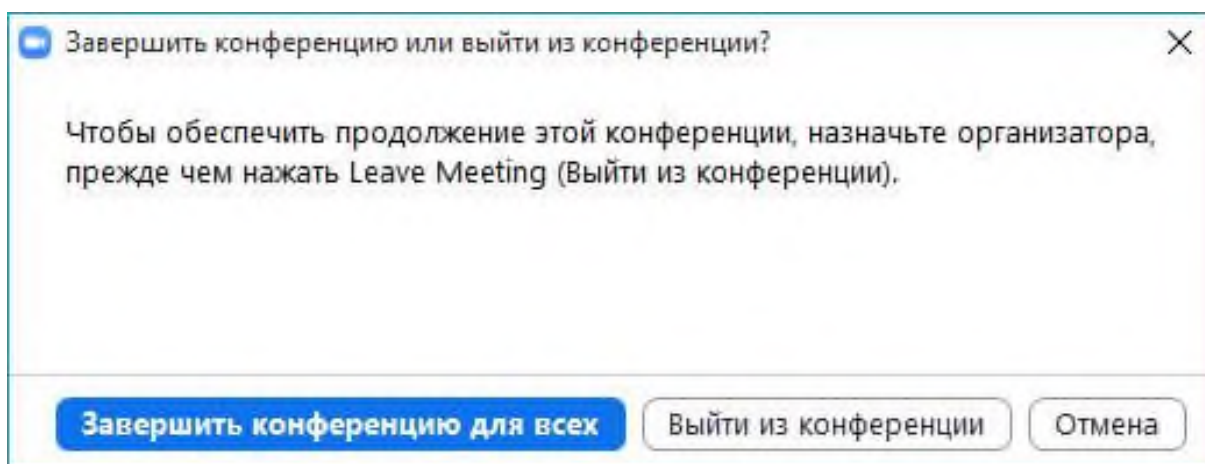 Завершить конференцию или выйти из конференции?
Чтобы обеспечить продолжение этой конференции, назначьте организатора,
прежде чем нажать Leave Meeting (Выйти из конференции).
Завершить конференцию для всех Выйти из конференции Отмена